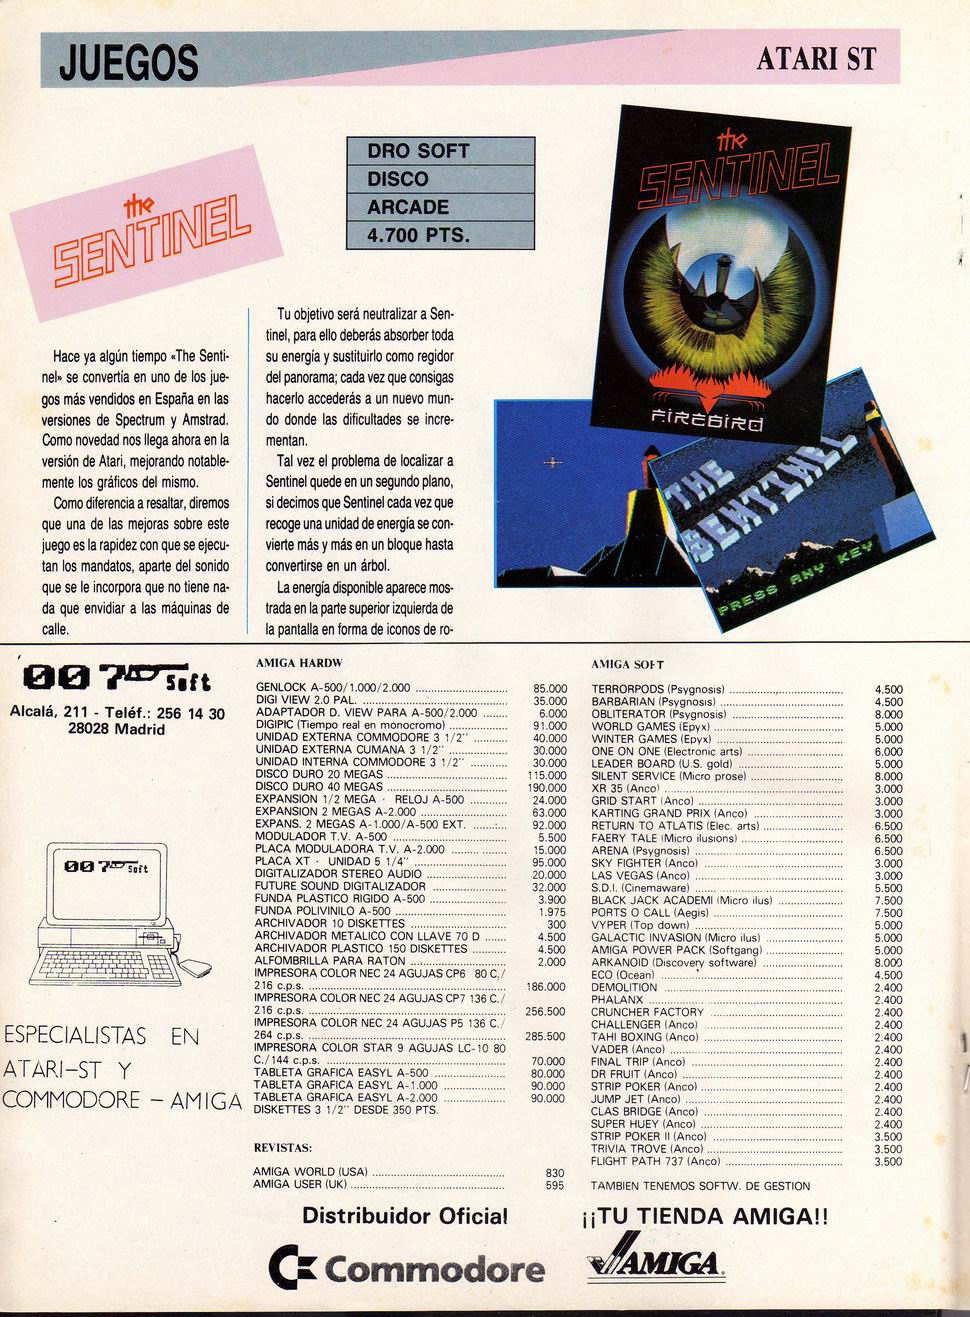 JUEGOS
ATARI ST
the
SENTINEL
DRO SOFT
DISCO
ARCADE
4.700 PTS.
the
SENTINEL
FIREBIRD
THE
SENTINEL
PRESS ANY KEY
Hace ya algún tiempo «The Senti-
nel» se convertía en uno de los jue-
gos más vendidos en España en las
versiones de Spectrum y Amstrad.
Como novedad nos llega ahora en la
versión de Atari, mejorando notable-
mente los gráficos del mismo.
Como diferencia a resaltar, diremos
que una de las mejoras sobre este
juego es la rapidez con que se ejecu-
tan los mandatos, aparte del sonido
que se le incorpora que no tiene na-
da que envidiar a las máquinas de
calle.
Tu objetivo será neutralizar a Sen-
tinel, para ello deberás absorber toda
su energía y sustituirlo como regidor
del panorama; cada vez que consigas
hacerlo accederás a un nuevo mun-
do donde las dificultades se incre-
mentan.
Tal vez el problema de localizar a
Sentinel quede en un segundo plano,
si decimos que Sentinel cada vez que
recoge una unidad de energía se con-
vierte más y más en un bloque hasta
convertirse en un árbol.
La energía disponible aparece mos-
trada en la parte superior izquierda de
la pantalla en forma de iconos de ro-
007 Soft
Alcalá, 211 - Teléf.: 256 14 30
28028 Madrid
007 Soft
ESPECIALISTAS EN
ATARI-ST Y
COMMODORE - AMIGA
AMIGA HARDW
GENLOCK A-500/1.000/2.000 ........ 85.000
DIGI VIEW 2.0 PAL. ........ 35.000
ADAPTADOR D. VIEW PARA A-500/2.000 ........ 6.000
DIGIPIC (Tiempo real en monocromo) ........ 91.000
UNIDAD EXTERNA COMMODORE 3 1/2'' ........ 40.000
UNIDAD EXTERNA CUMANA 3 1/2'' ........ 30.000
UNIDAD INTERNA COMMODORE 3 1/2'' ........ 30.000
DISCO DURO 20 MEGAS ........ 115.000
DISCO DURO 40 MEGAS ........ 190.000
EXPANSION 1/2 MEGA · RELOJ A-500 ........ 24.000
EXPANSION 2 MEGAS A-2.000 ........ 63.000
EXPANS. 2 MEGAS A-1.000/A-500 EXT. ........ 92.000
MODULADOR T.V. A-500 ........ 5.500
PLACA MODULADORA T.V. A-2.000 ........ 15.000
PLACA XT · UNIDAD 5 1/4'' ........ 95.000
DIGITALIZADOR STEREO AUDIO ........ 20.000
FUTURE SOUND DIGITALIZADOR ........ 32.000
FUNDA PLASTICO RIGIDO A-500 ........ 3.900
FUNDA POLIVINILO A-500 ........ 1.975
ARCHIVADOR 10 DISKETTES ........ 300
ARCHIVADOR METALICO CON LLAVE 70 D ........ 4.500
ARCHIVADOR PLASTICO 150 DISKETTES ........ 4.500
ALFOMBRILLA PARA RATON ........ 2.000
IMPRESORA COLOR NEC 24 AGUJAS CP6 80 C./
216 c.p.s. ........ 186.000
IMPRESORA COLOR NEC 24 AGUJAS CP7 136 C./
216 c.p.s. ........ 256.500
IMPRESORA COLOR NEC 24 AGUJAS P5 136 C./
264 c.p.s. ........ 285.500
IMPRESORA COLOR STAR 9 AGUJAS LC-10 80
C./144 c.p.s. ........ 70.000
TABLETA GRAFICA EASYL A-500 ........ 80.000
TABLETA GRAFICA EASYL A-1.000 ........ 90.000
TABLETA GRAFICA EASYL A-2.000 ........ 90.000
DISKETTES 3 1/2'' DESDE 350 PTS.
REVISTAS:
AMIGA WORLD (USA) ........ 830
AMIGA USER (UK) ........ 595
AMIGA SOFT
TERRORPODS (Psygnosis) ........ 4.500
BARBARIAN (Psygnosis) ........ 4.500
OBLITERATOR (Psygnosis) ........ 8.000
WORLD GAMES (Epyx) ........ 5.000
WINTER GAMES (Epyx) ........ 5.000
ONE ON ONE (Electronic arts) ........ 6.000
LEADER BOARD (U.S. gold) ........ 5.000
SILENT SERVICE (Micro prose) ........ 8.000
XR 35 (Anco) ........ 3.000
GRID START (Anco) ........ 3.000
KARTING GRAND PRIX (Anco) ........ 3.000
RETURN TO ATLATIS (Elec. arts) ........ 6.500
FAERY TALE (Micro ilusions) ........ 6.500
ARENA (Psygnosis) ........ 6.500
SKY FIGHTER (Anco) ........ 3.000
LAS VEGAS (Anco) ........ 3.000
S.D.I. (Cinemaware) ........ 5.500
BLACK JACK ACADEMI (Micro ilus) ........ 7.500
PORTS O CALL (Aegis) ........ 7.500
VYPER (Top down) ........ 5.000
GALACTIC INVASION (Micro ilus) ........ 5.000
AMIGA POWER PACK (Softgang) ........ 5.000
ARKANOID (Discovery software) ........ 8.000
ECO (Ocean) ........ 4.500
DEMOLITION ........ 2.400
PHALANX ........ 2.400
CRUNCHER FACTORY ........ 2.400
CHALLENGER (Anco) ........ 2.400
TAHI BOXING (Anco) ........ 2.400
VADER (Anco) ........ 2.400
FINAL TRIP (Anco) ........ 2.400
DR FRUIT (Anco) ........ 2.400
STRIP POKER (Anco) ........ 2.400
JUMP JET (Anco) ........ 2.400
CLAS BRIDGE (Anco) ........ 2.400
SUPER HUEY (Anco) ........ 2.400
STRIP POKER II (Anco) ........ 3.500
TRIVIA TROVE (Anco) ........ 3.500
FLIGHT PATH 737 (Anco) ........ 3.500
TAMBIEN TENEMOS SOFTW. DE GESTION
Distribuidor Oficial
Commodore
¡¡TU TIENDA AMIGA!!
AMIGA